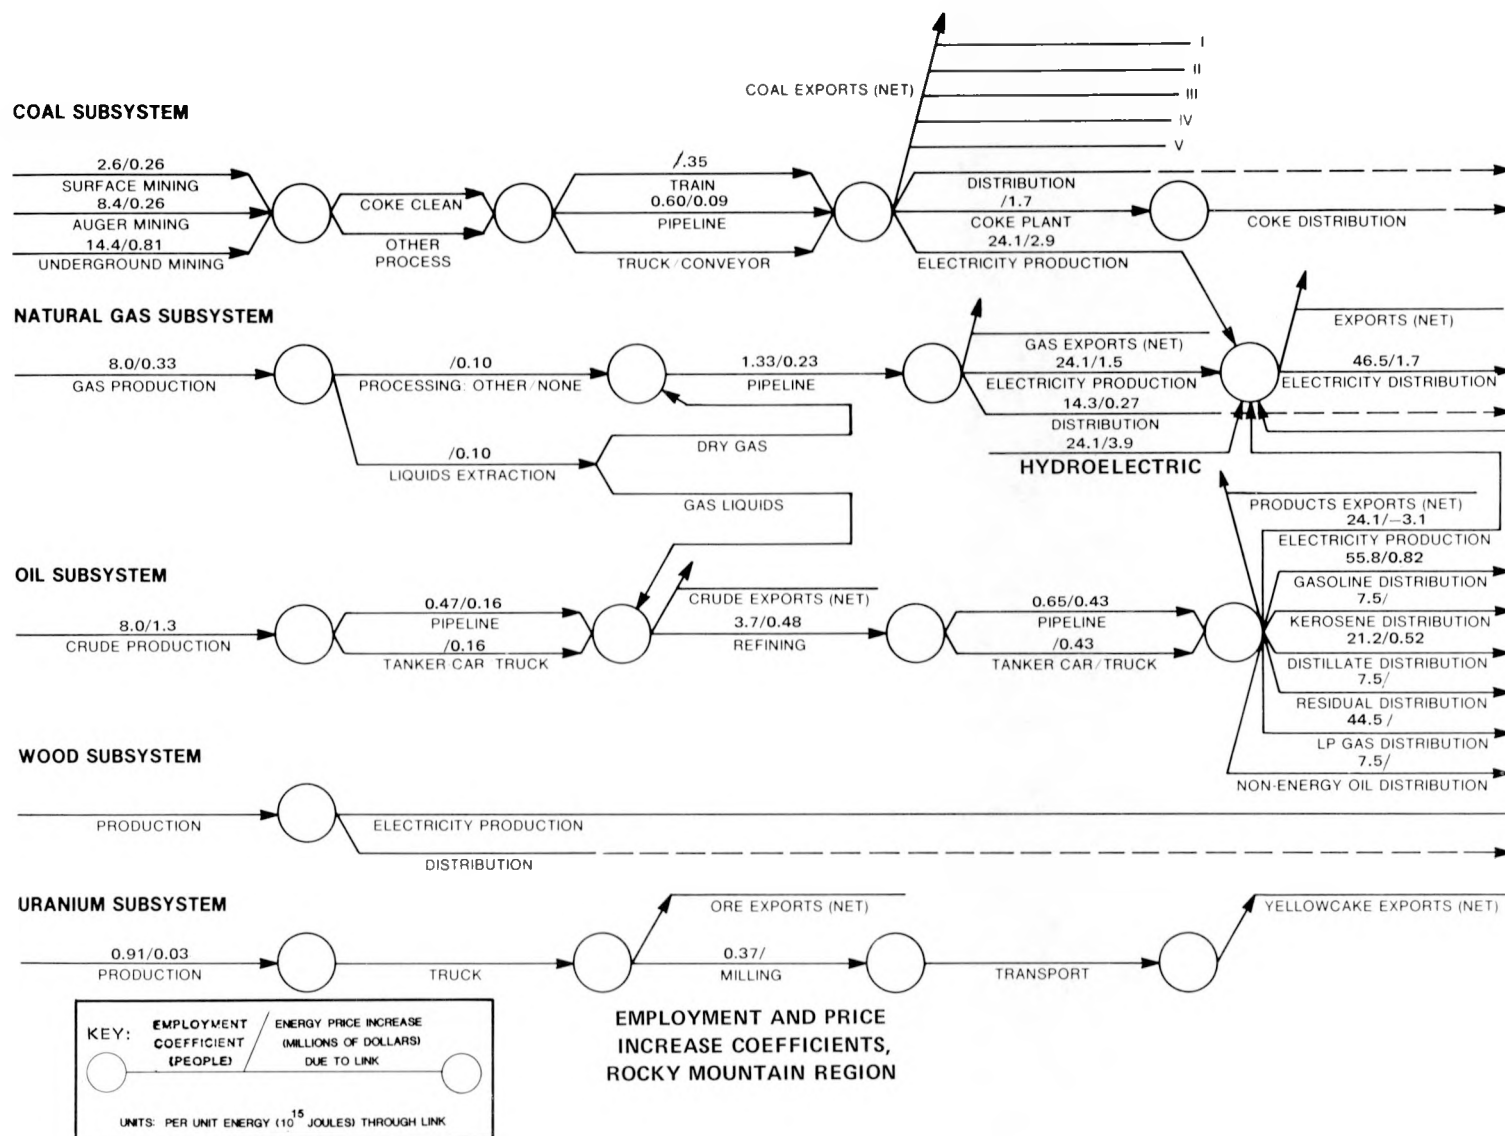 COAL EXPORTS (NET)
I
II
III
IV
V
COAL SUBSYSTEM
2.6/0.26
SURFACE MINING
8.4/0.26
AUGER MINING
14.4/0.81
UNDERGROUND MINING
COKE CLEAN
OTHER
PROCESS
/.35
TRAIN
0.60/0.09
PIPELINE
TRUCK/CONVEYOR
DISTRIBUTION
/1.7
COKE PLANT
24.1/2.9
ELECTRICITY PRODUCTION
COKE DISTRIBUTION
NATURAL GAS SUBSYSTEM
8.0/0.33
GAS PRODUCTION
/0.10
PROCESSING: OTHER/NONE
/0.10
LIQUIDS EXTRACTION
DRY GAS
GAS LIQUIDS
1.33/0.23
PIPELINE
GAS EXPORTS (NET)
24.1/1.5
ELECTRICITY PRODUCTION
14.3/0.27
DISTRIBUTION
24.1/3.9
HYDROELECTRIC
EXPORTS (NET)
46.5/1.7
ELECTRICITY DISTRIBUTION
OIL SUBSYSTEM
8.0/1.3
CRUDE PRODUCTION
0.47/0.16
PIPELINE
/0.16
TANKER CAR TRUCK
CRUDE EXPORTS (NET)
3.7/0.48
REFINING
0.65/0.43
PIPELINE
/0.43
TANKER CAR/TRUCK
PRODUCTS EXPORTS (NET)
24.1/−3.1
ELECTRICITY PRODUCTION
55.8/0.82
GASOLINE DISTRIBUTION
7.5/
KEROSENE DISTRIBUTION
21.2/0.52
DISTILLATE DISTRIBUTION
7.5/
RESIDUAL DISTRIBUTION
44.5/
LP GAS DISTRIBUTION
7.5/
NON-ENERGY OIL DISTRIBUTION
WOOD SUBSYSTEM
PRODUCTION
ELECTRICITY PRODUCTION
DISTRIBUTION
URANIUM SUBSYSTEM
0.91/0.03
PRODUCTION
TRUCK
ORE EXPORTS (NET)
0.37/
MILLING
TRANSPORT
YELLOWCAKE EXPORTS (NET)
KEY:
EMPLOYMENT
COEFFICIENT
(PEOPLE)
/
ENERGY PRICE INCREASE
(MILLIONS OF DOLLARS)
DUE TO LINK
UNITS: PER UNIT ENERGY (10^15 JOULES) THROUGH LINK
EMPLOYMENT AND PRICE
INCREASE COEFFICIENTS,
ROCKY MOUNTAIN REGION